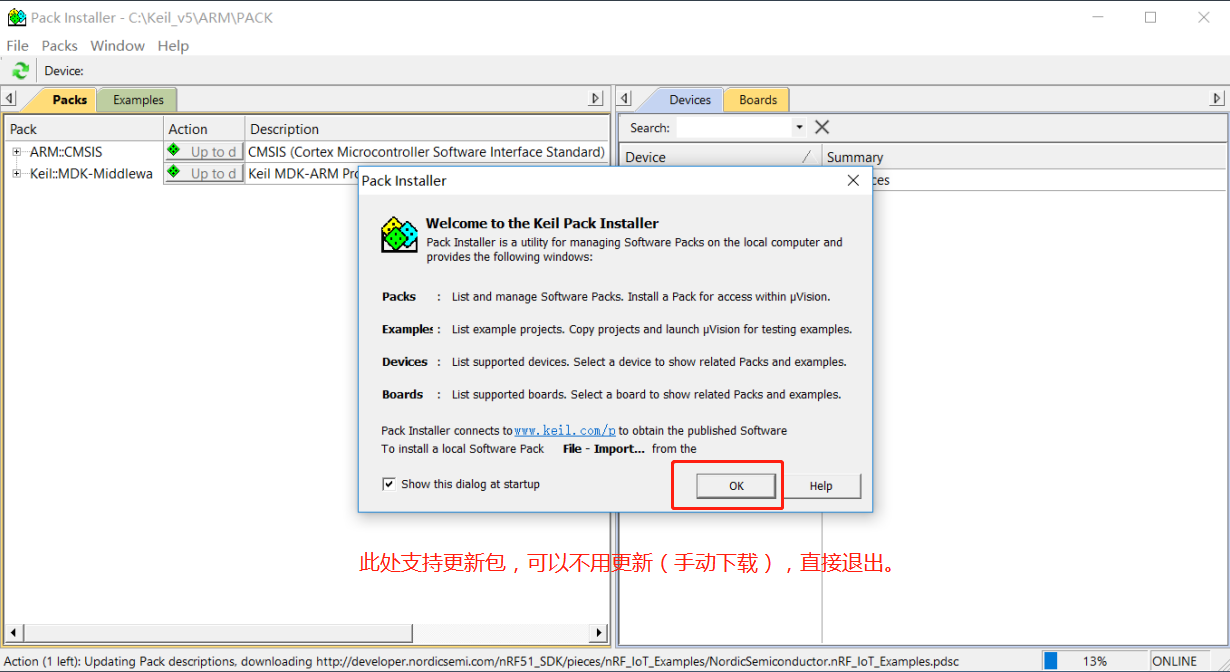 Pack Installer - C:\Keil_v5\ARM\PACK
File Packs Window Help
Device:
Packs Examples
Devices Boards
Pack Action Description
Search:
ARM::CMSIS Up to d CMSIS (Cortex Microcontroller Software Interface Standard)
Device Summary
Keil::MDK-Middlewa Up to d Keil MDK-ARM Pro
ces
Pack Installer
Welcome to the Keil Pack Installer
Pack Installer is a utility for managing Software Packs on the local computer and
provides the following windows:
Packs : List and manage Software Packs. Install a Pack for access within µVision.
Examples : List example projects. Copy projects and launch µVision for testing examples.
Devices : List supported devices. Select a device to show related Packs and examples.
Boards : List supported boards. Select a board to show related Packs and examples.
Pack Installer connects to www.keil.com/p to obtain the published Software
To install a local Software Pack File - Import... from the
Show this dialog at startup
OK Help
此处支持更新包，可以不用更新（手动下载），直接退出。
Action (1 left): Updating Pack descriptions, downloading http://developer.nordicsemi.com/nRF51_SDK/pieces/nRF_IoT_Examples/NordicSemiconductor.nRF_IoT_Examples.pdsc 13% ONLINE